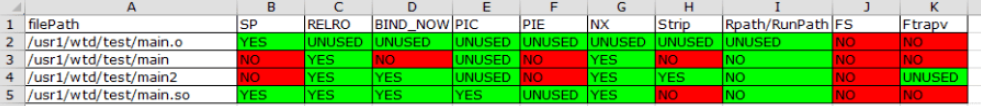 A B C D E F G H I J K
1 filePath SP RELRO BIND_NOW PIC PIE NX Strip Rpath/RunPath FS Ftrapv
2 /usr1/wtd/test/main.o YES UNUSED UNUSED UNUSED UNUSED UNUSED UNUSED UNUSED NO NO
3 /usr1/wtd/test/main NO YES NO UNUSED NO YES NO NO NO NO
4 /usr1/wtd/test/main2 NO YES YES UNUSED NO YES YES NO NO UNUSED
5 /usr1/wtd/test/main.so YES YES YES YES UNUSED YES NO NO NO NO